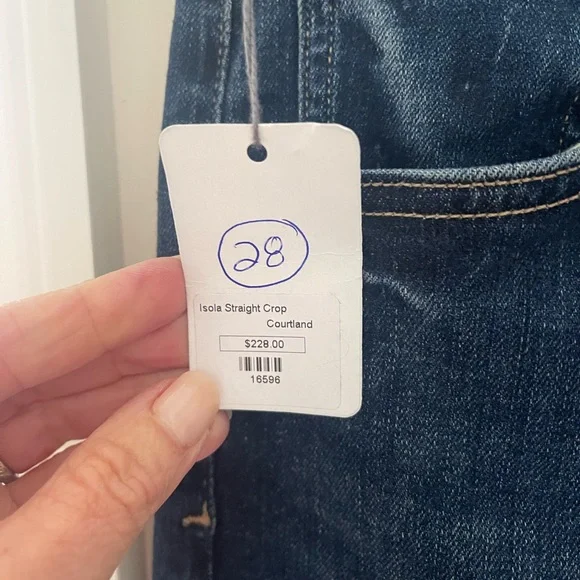 28
Isola Straight Crop
Courtland
$228.00
16596